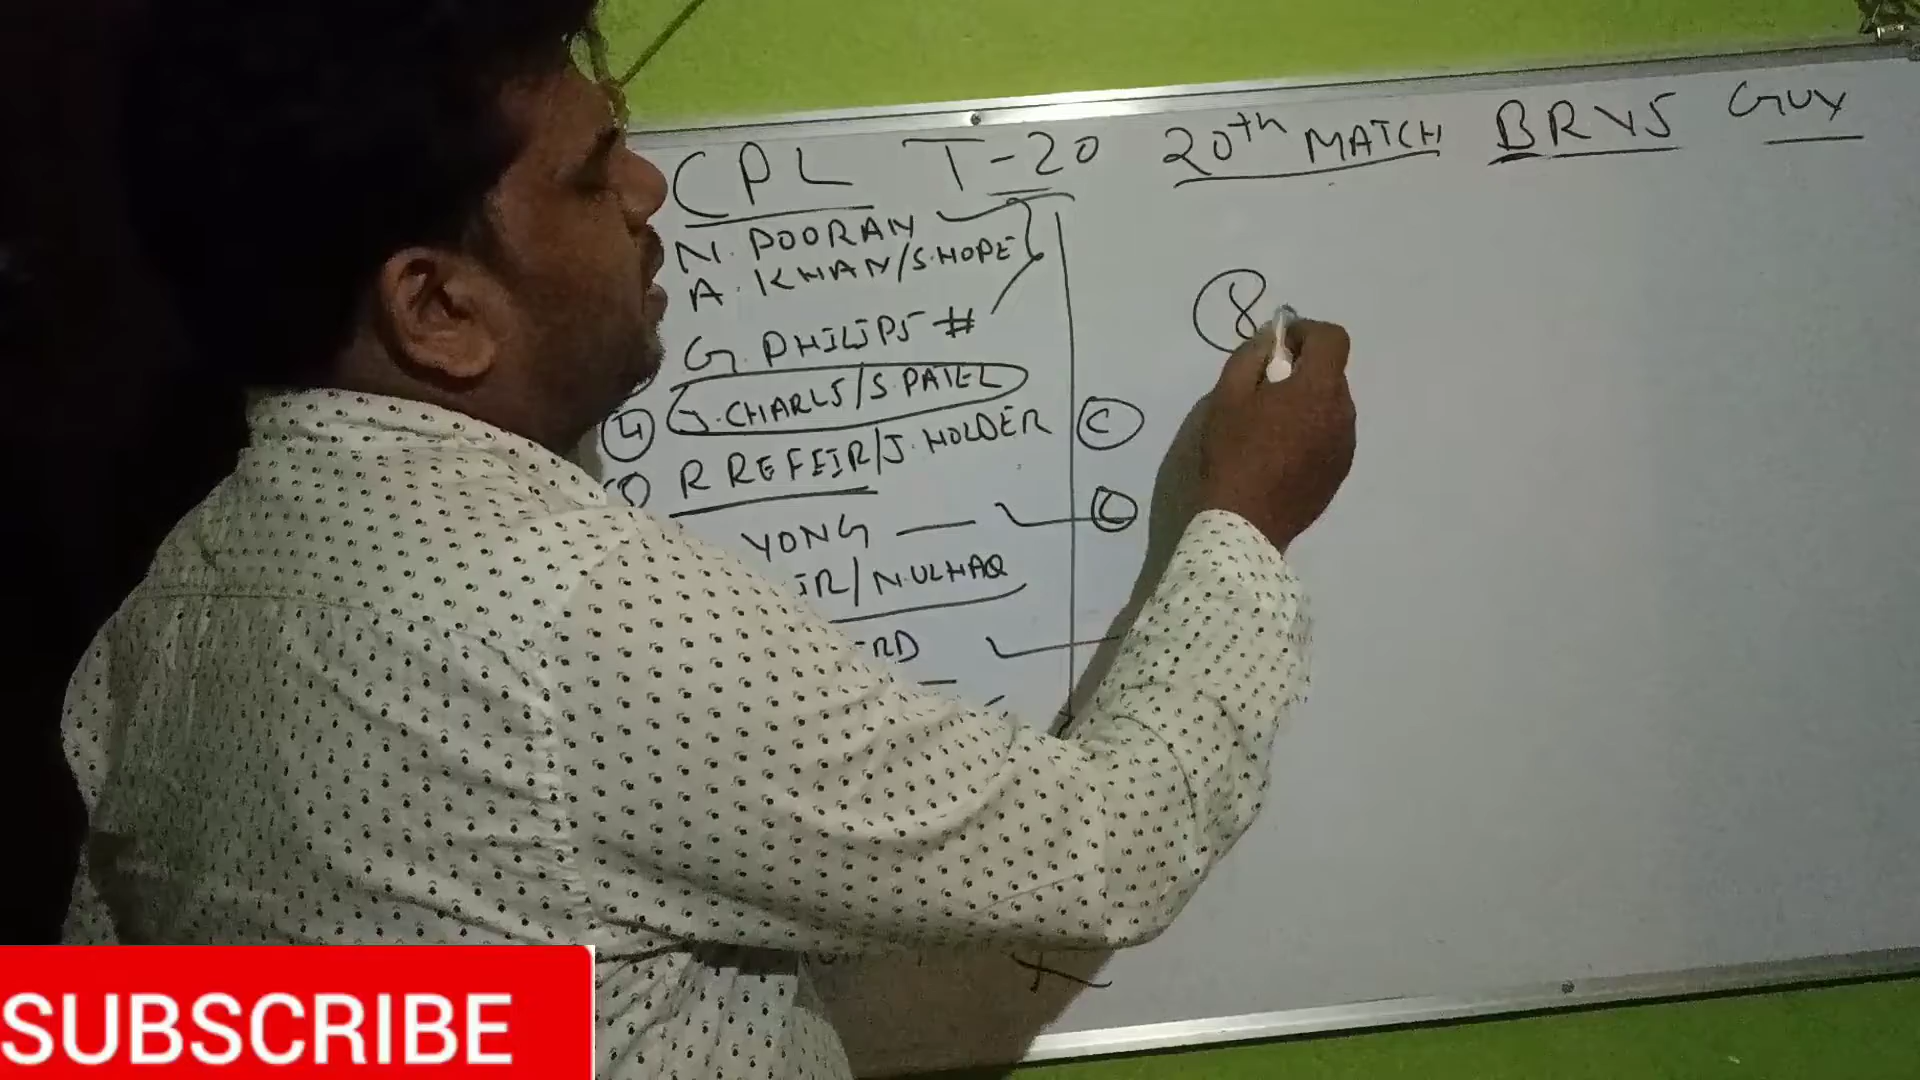 CPL T-20 20th MATCH BR VS GUY
N. POORAN
A. KHAN/S.HOPE
G. PHILIPS #
J.CHARLS/S.PATEL
4
R REFEIR/J.HOLDER C
YONG — C
IR/N.ULHAQ
RD
8
SUBSCRIBE